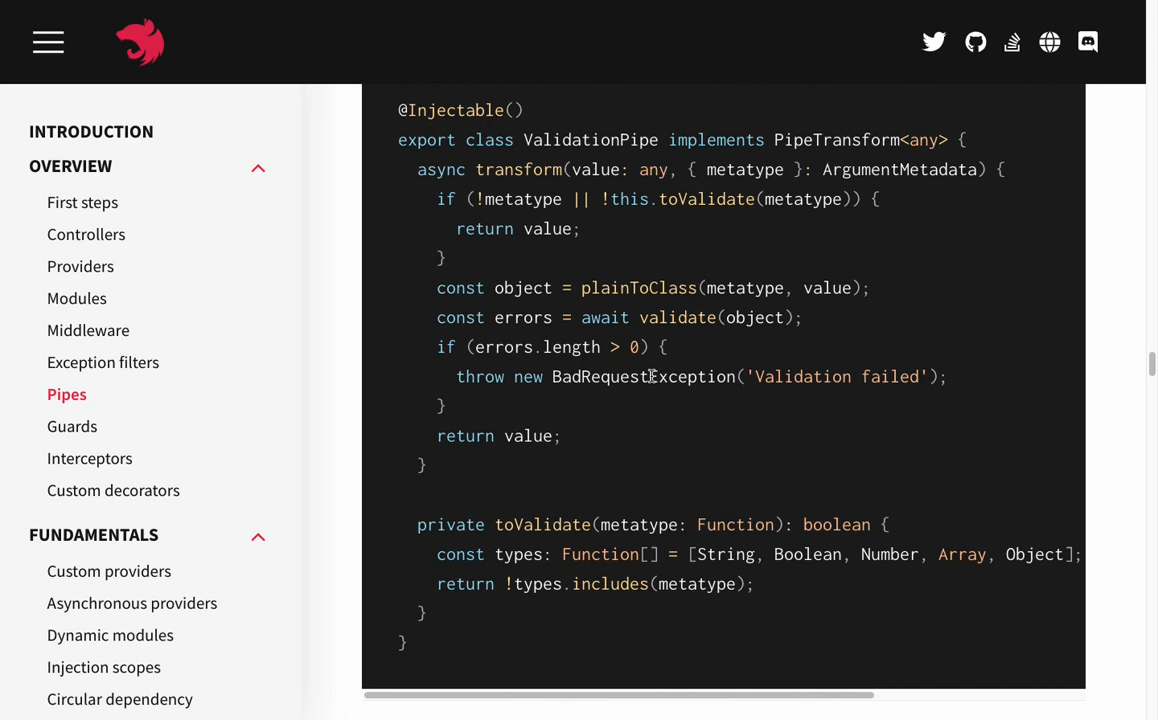 INTRODUCTION
OVERVIEW
First steps
Controllers
Providers
Modules
Middleware
Exception filters
Pipes
Guards
Interceptors
Custom decorators
FUNDAMENTALS
Custom providers
Asynchronous providers
Dynamic modules
Injection scopes
Circular dependency
@Injectable()
export class ValidationPipe implements PipeTransform<any> {
  async transform(value: any, { metatype }: ArgumentMetadata) {
    if (!metatype || !this.toValidate(metatype)) {
      return value;
    }
    const object = plainToClass(metatype, value);
    const errors = await validate(object);
    if (errors.length > 0) {
      throw new BadRequestException('Validation failed');
    }
    return value;
  }
  private toValidate(metatype: Function): boolean {
    const types: Function[] = [String, Boolean, Number, Array, Object];
    return !types.includes(metatype);
  }
}